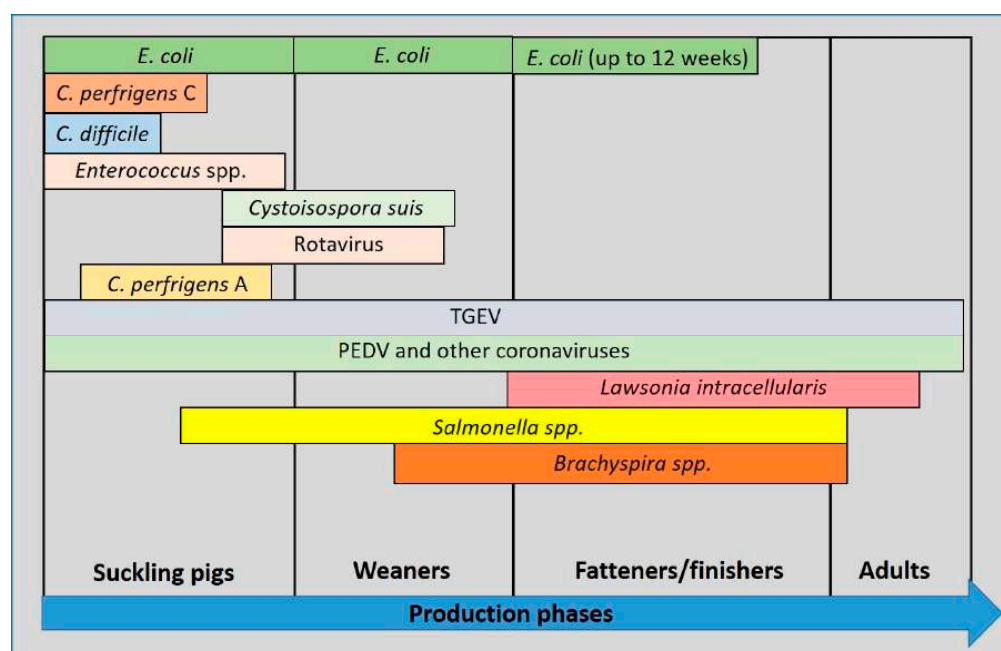 E. coli
E. coli
E. coli (up to 12 weeks)
C. perfrigens C
C. difficile
Enterococcus spp.
Cystoisospora suis
Rotavirus
C. perfrigens A
TGEV
PEDV and other coronaviruses
Lawsonia intracellularis
Salmonella spp.
Brachyspira spp.
Suckling pigs
Weaners
Fatteners/finishers
Adults
Production phases